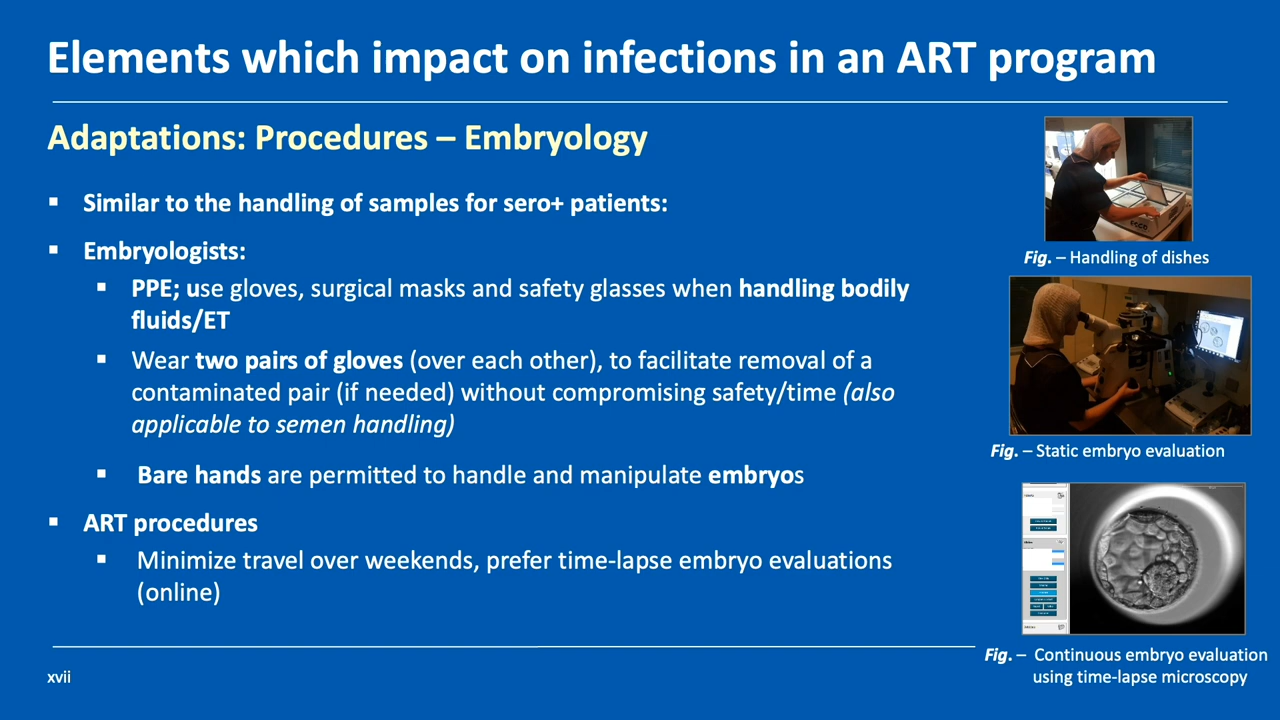 Elements which impact on infections in an ART program
Adaptations: Procedures – Embryology
▪ Similar to the handling of samples for sero+ patients:
▪ Embryologists:
▪ PPE; use gloves, surgical masks and safety glasses when handling bodily
fluids/ET
▪ Wear two pairs of gloves (over each other), to facilitate removal of a
contaminated pair (if needed) without compromising safety/time (also
applicable to semen handling)
▪ Bare hands are permitted to handle and manipulate embryos
▪ ART procedures
▪ Minimize travel over weekends, prefer time-lapse embryo evaluations
(online)
Fig. – Handling of dishes
Fig. – Static embryo evaluation
Fig. – Continuous embryo evaluation
using time-lapse microscopy
xvii